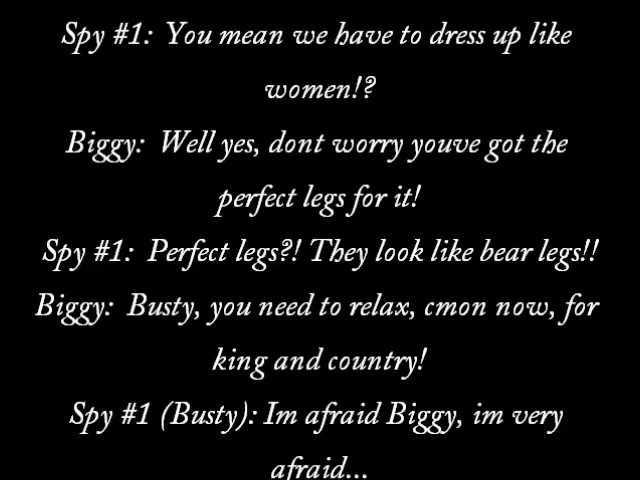 Spy #1: You mean we have to dress up like
women!?
Biggy: Well yes, dont worry youve got the
perfect legs for it!
Spy #1: Perfect legs?! They look like bear legs!!
Biggy: Busty, you need to relax, cmon now, for
king and country!
Spy #1 (Busty): Im afraid Biggy, im very
afraid...